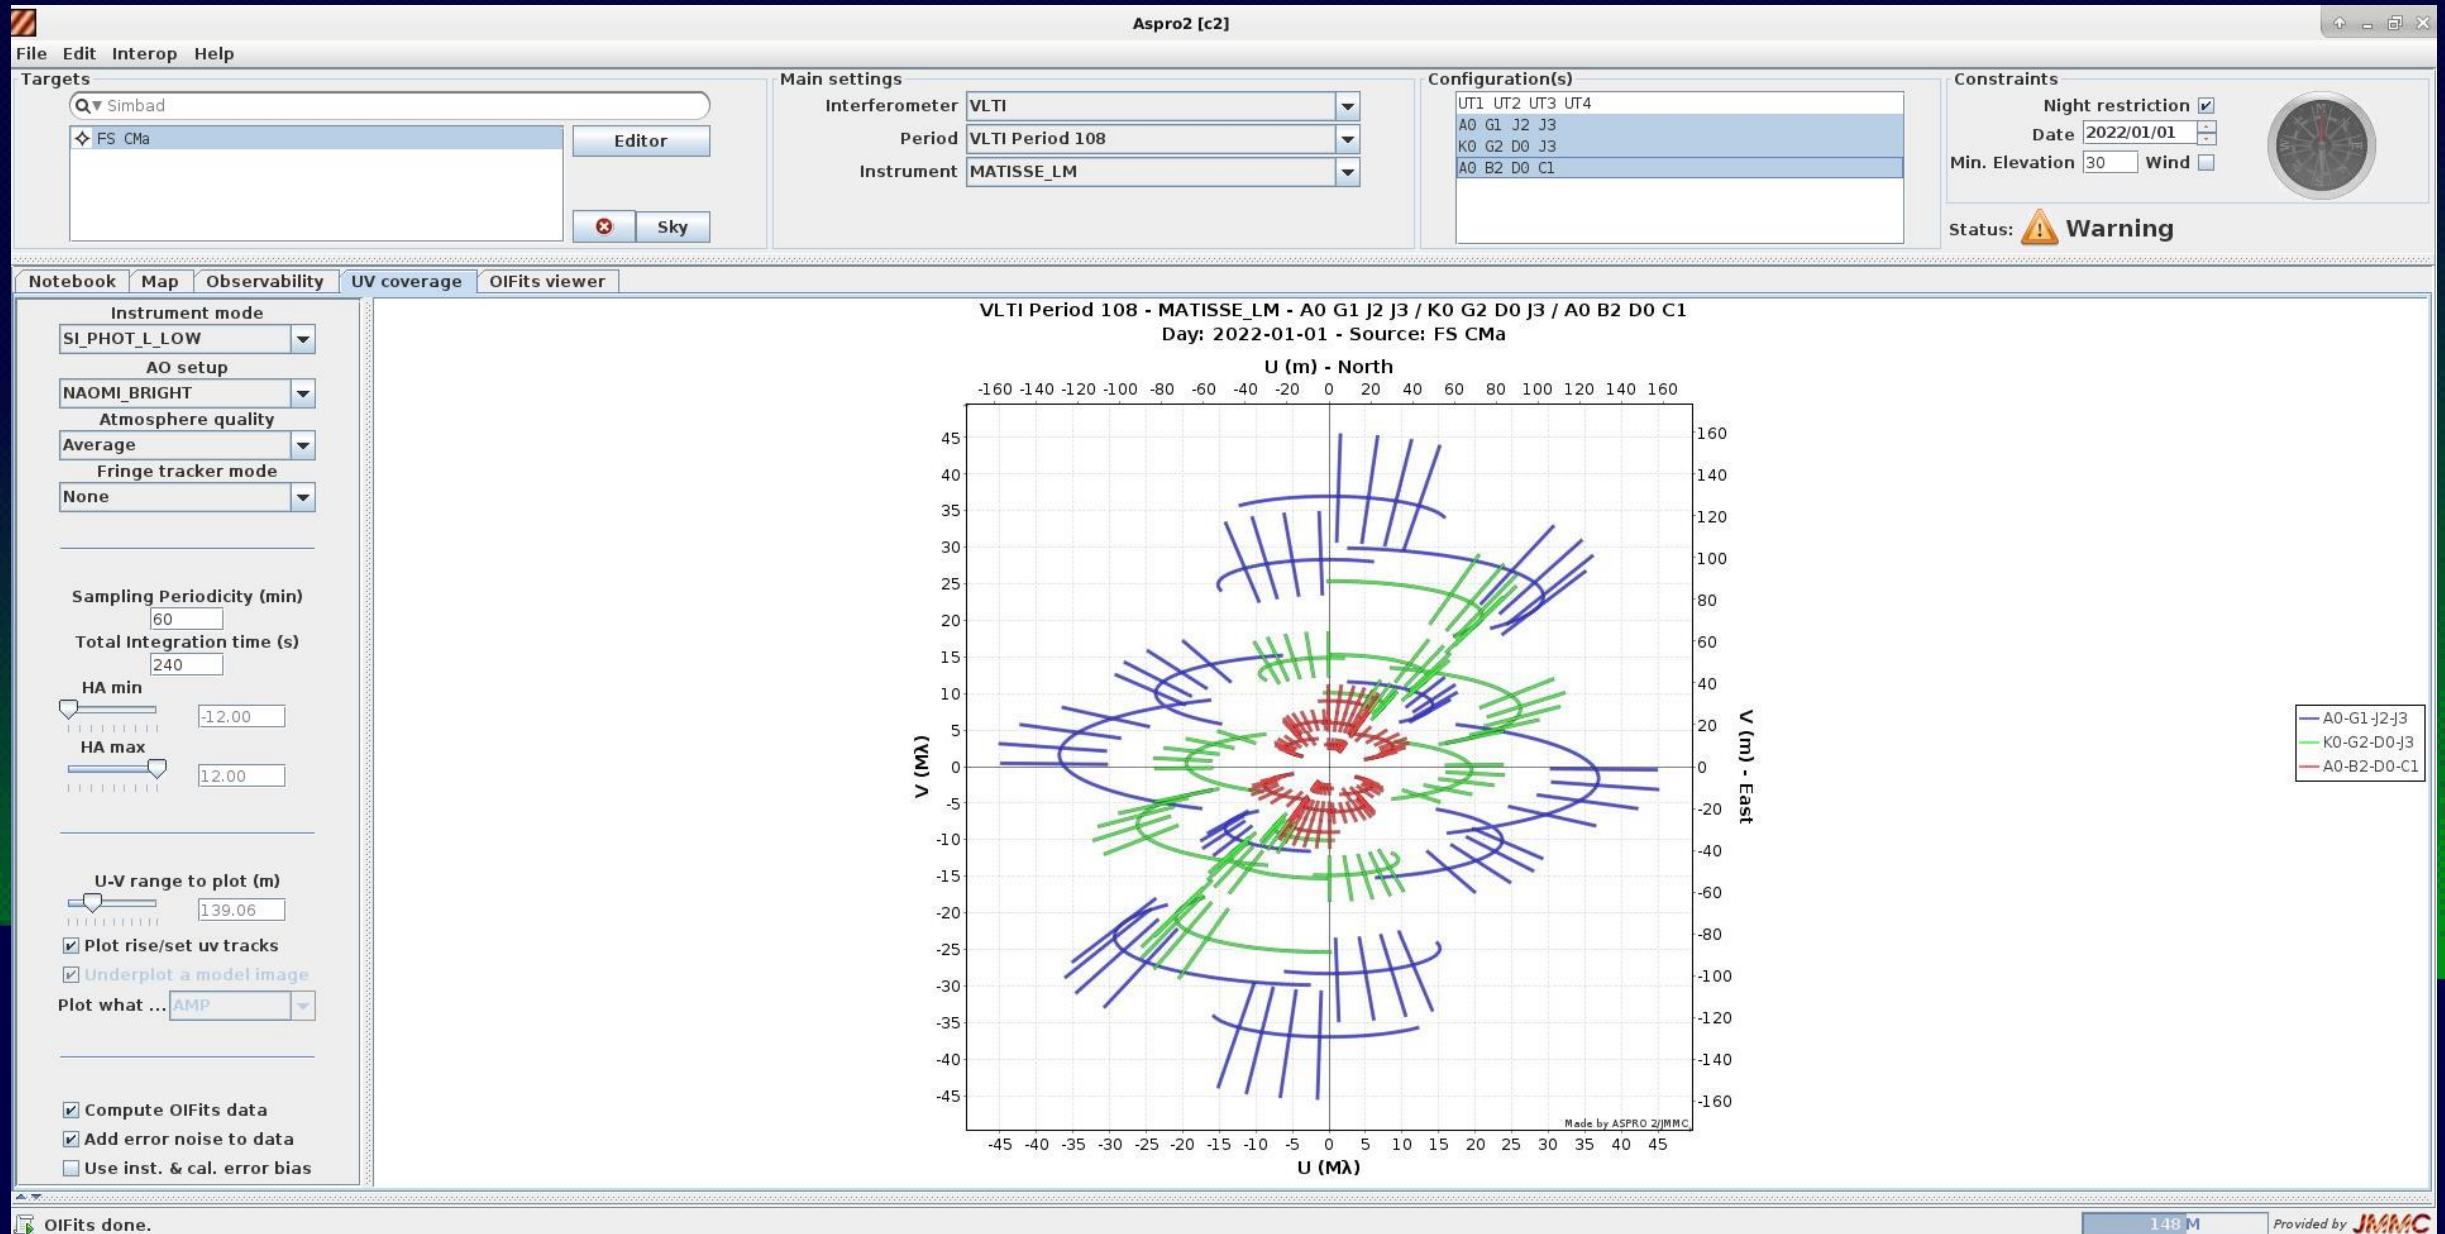 Aspro2 [c2]
File Edit Interop Help
Targets
Simbad
FS CMa
Editor
Sky
Main settings
Interferometer VLTI
Period VLTI Period 108
Instrument MATISSE_LM
Configuration(s)
UT1 UT2 UT3 UT4
A0 G1 J2 J3
K0 G2 D0 J3
A0 B2 D0 C1
Constraints
Night restriction
Date 2022/01/01
Min. Elevation 30 Wind
Status: Warning
Notebook Map Observability UV coverage OIFits viewer
Instrument mode
SI_PHOT_L_LOW
AO setup
NAOMI_BRIGHT
Atmosphere quality
Average
Fringe tracker mode
None
Sampling Periodicity (min)
60
Total Integration time (s)
240
HA min
-12.00
HA max
12.00
U-V range to plot (m)
139.06
Plot rise/set uv tracks
Underplot a model image
Plot what ... AMP
Compute OIFits data
Add error noise to data
Use inst. & cal. error bias
VLTI Period 108 - MATISSE_LM - A0 G1 J2 J3 / K0 G2 D0 J3 / A0 B2 D0 C1
Day: 2022-01-01 - Source: FS CMa
U (m) - North
-160 -140 -120 -100 -80 -60 -40 -20 0 20 40 60 80 100 120 140 160
V (Mλ)
45
40
35
30
25
20
15
10
5
0
-5
-10
-15
-20
-25
-30
-35
-40
-45
160
140
120
100
80
60
40
20
0
-20
-40
-60
-80
-100
-120
-140
-160
V (m) - East
Made by ASPRO 2/JMMC
-45 -40 -35 -30 -25 -20 -15 -10 -5 0 5 10 15 20 25 30 35 40 45
U (Mλ)
A0-G1-J2-J3
K0-G2-D0-J3
A0-B2-D0-C1
OIFits done.
148 M
Provided by JMMC